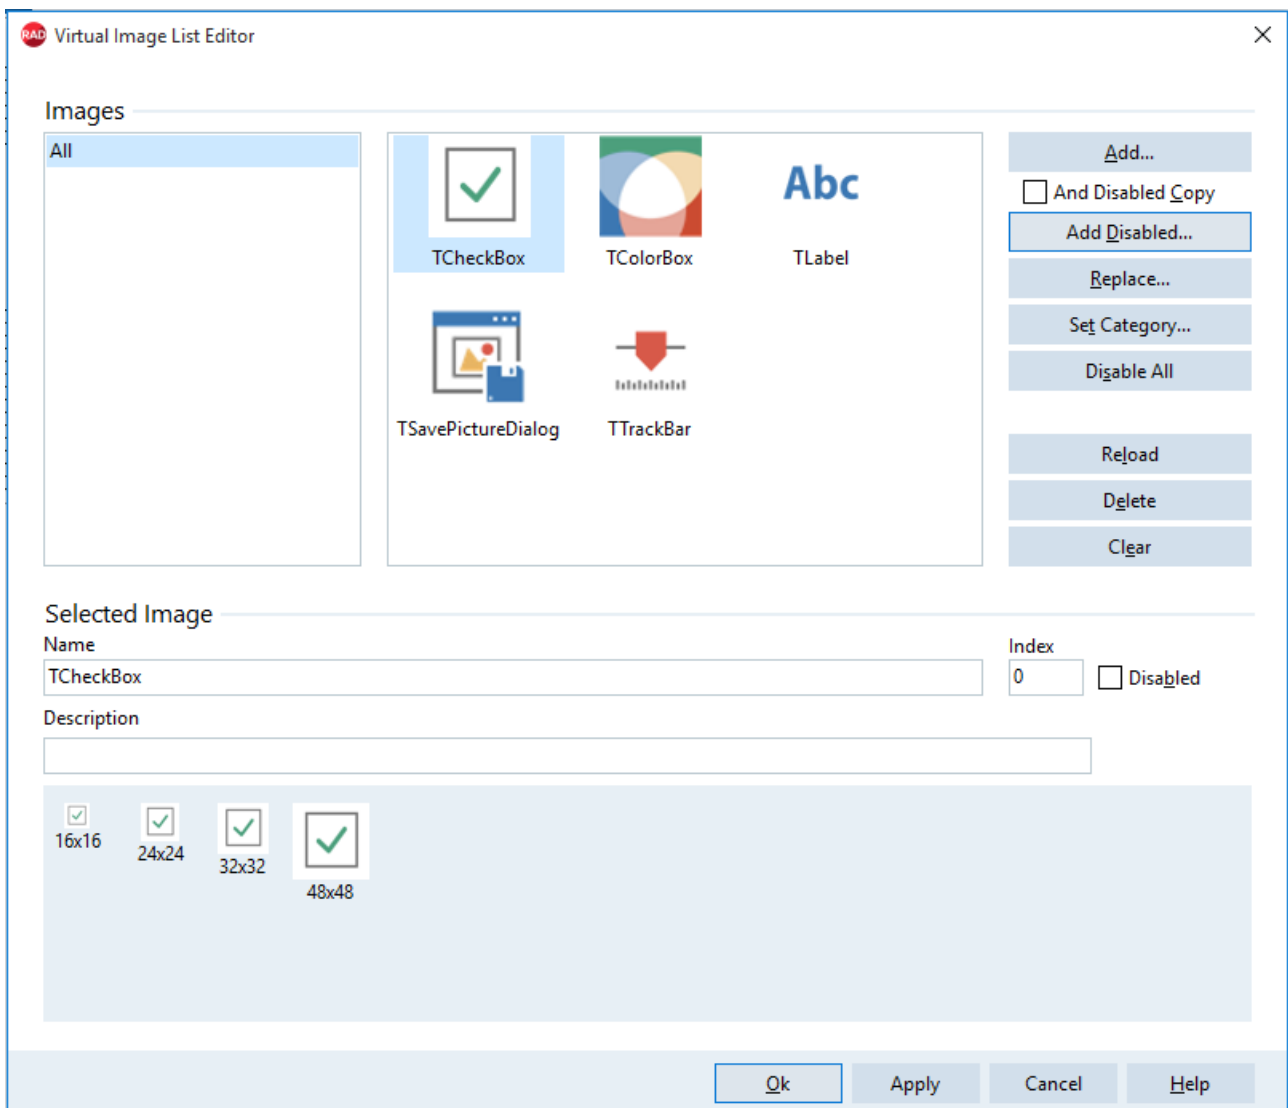 RAD Virtual Image List Editor
Images
All
Abc
TCheckBox TColorBox TLabel
TSavePictureDialog TTrackBar
Add...
And Disabled Copy
Add Disabled...
Replace...
Set Category...
Disable All
Reload
Delete
Clear
Selected Image
Name Index
TCheckBox 0 Disabled
Description
16x16 24x24 32x32 48x48
Ok Apply Cancel Help